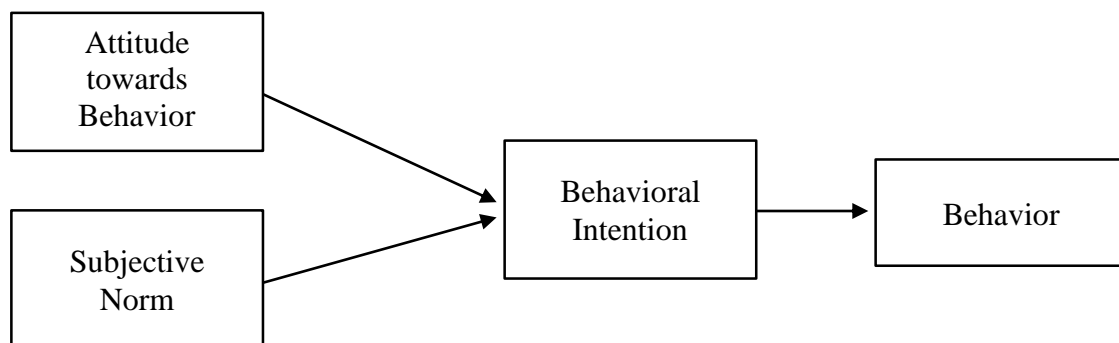 Attitude
towards
Behavior
Subjective
Norm
Behavioral
Intention
Behavior